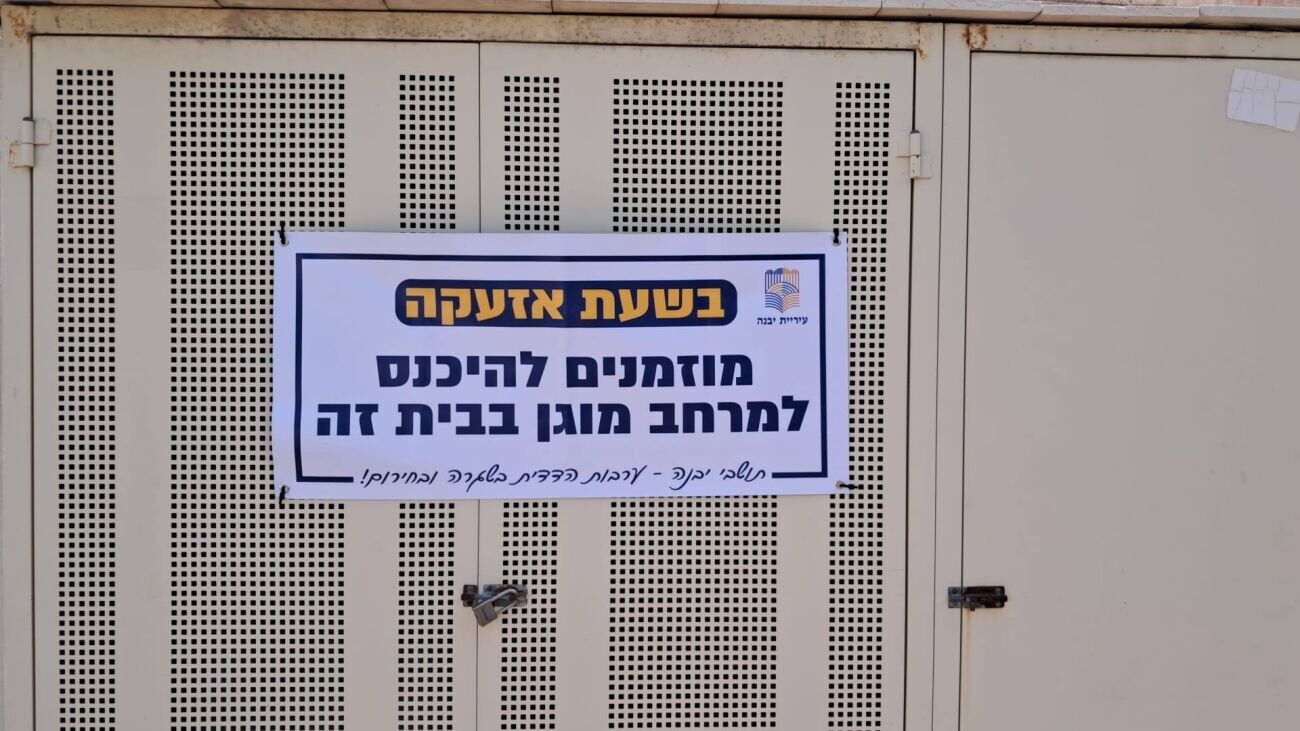 בשעת אזעקה
עיריית יבנה
מוזמנים להיכנס
למרחב מוגן בבית זה
תושבי יבנה - ערבות הדדית בשגרה ובחירום!